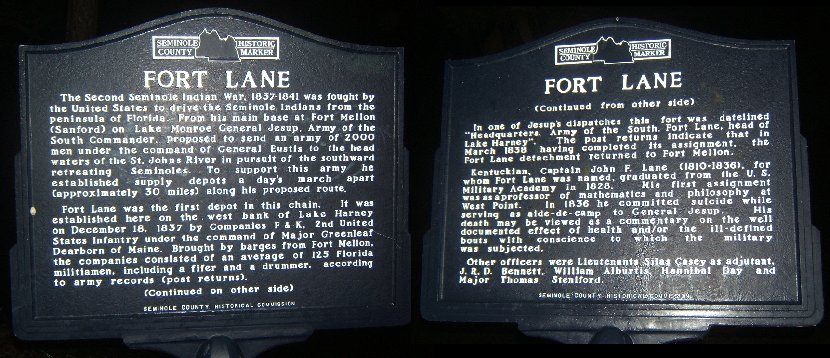 SEMINOLE COUNTY HISTORIC MARKER
FORT LANE
The Second Seminole Indian War, 1837-1841 was fought by
the United States to drive the Seminole Indians from the
peninsula of Florida. From his main base at Fort Mellon
(Sanford) on Lake Monroe General Jesup, Army of the
South Commander, proposed to send an army of 2000
men under the command of General Eustis to the head
waters of the St. Johns River in pursuit of the southward
retreating Seminoles. To support this army he
established supply depots a day's march apart
(approximately 30 miles) along his proposed route.
Fort Lane was the first depot in this chain. It was
established here on the west bank of Lake Harney
on December 18, 1837 by Companies F & K, 2nd United
States Infantry under the command of Major Greenleaf
Dearborn of Maine. Brought by barges from Fort Mellon,
the companies consisted of an average of 125 Florida
militiamen, including a fifer and a drummer, according
to army records (post returns).
(Continued on other side)
SEMINOLE COUNTY HISTORICAL COMMISSION
SEMINOLE COUNTY HISTORIC MARKER
FORT LANE
(Continued from other side)
In one of Jesup's dispatches this fort was datelined
"Headquarters, Army of the South, Fort Lane, head of
Lake Harney". The post returns indicate that in
March 1838 having completed its assignment, the
Fort Lane detachment returned to Fort Mellon.
Kentuckian, Captain John F. Lane (1810-1836), for
whom Fort Lane was named, graduated from the U. S.
Military Academy in 1828. His first assignment
was as aprofessor of mathematics and philosophy at
West Point. In 1836 he committed suicide while
serving as aide-de-camp to General Jesup. His
death may be viewed as a commentary on the well
documented effect of health and/or the ill-defined
bouts with conscience to which the military
was subjected.
Other officers were Lieutenants Silas Casey as adjutant,
J. R. D. Bennett, William Alburtis, Hannibal Day and
Major Thomas Staniford.
SEMINOLE COUNTY HISTORICAL COMMISSION